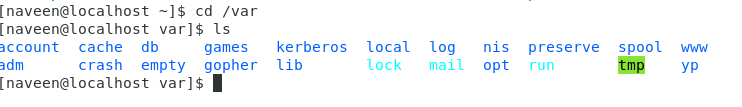 [naveen@localhost ~]$ cd /var
[naveen@localhost var]$ ls
account cache db games kerberos local log nis preserve spool www
adm crash empty gopher lib lock mail opt run tmp yp
[naveen@localhost var]$